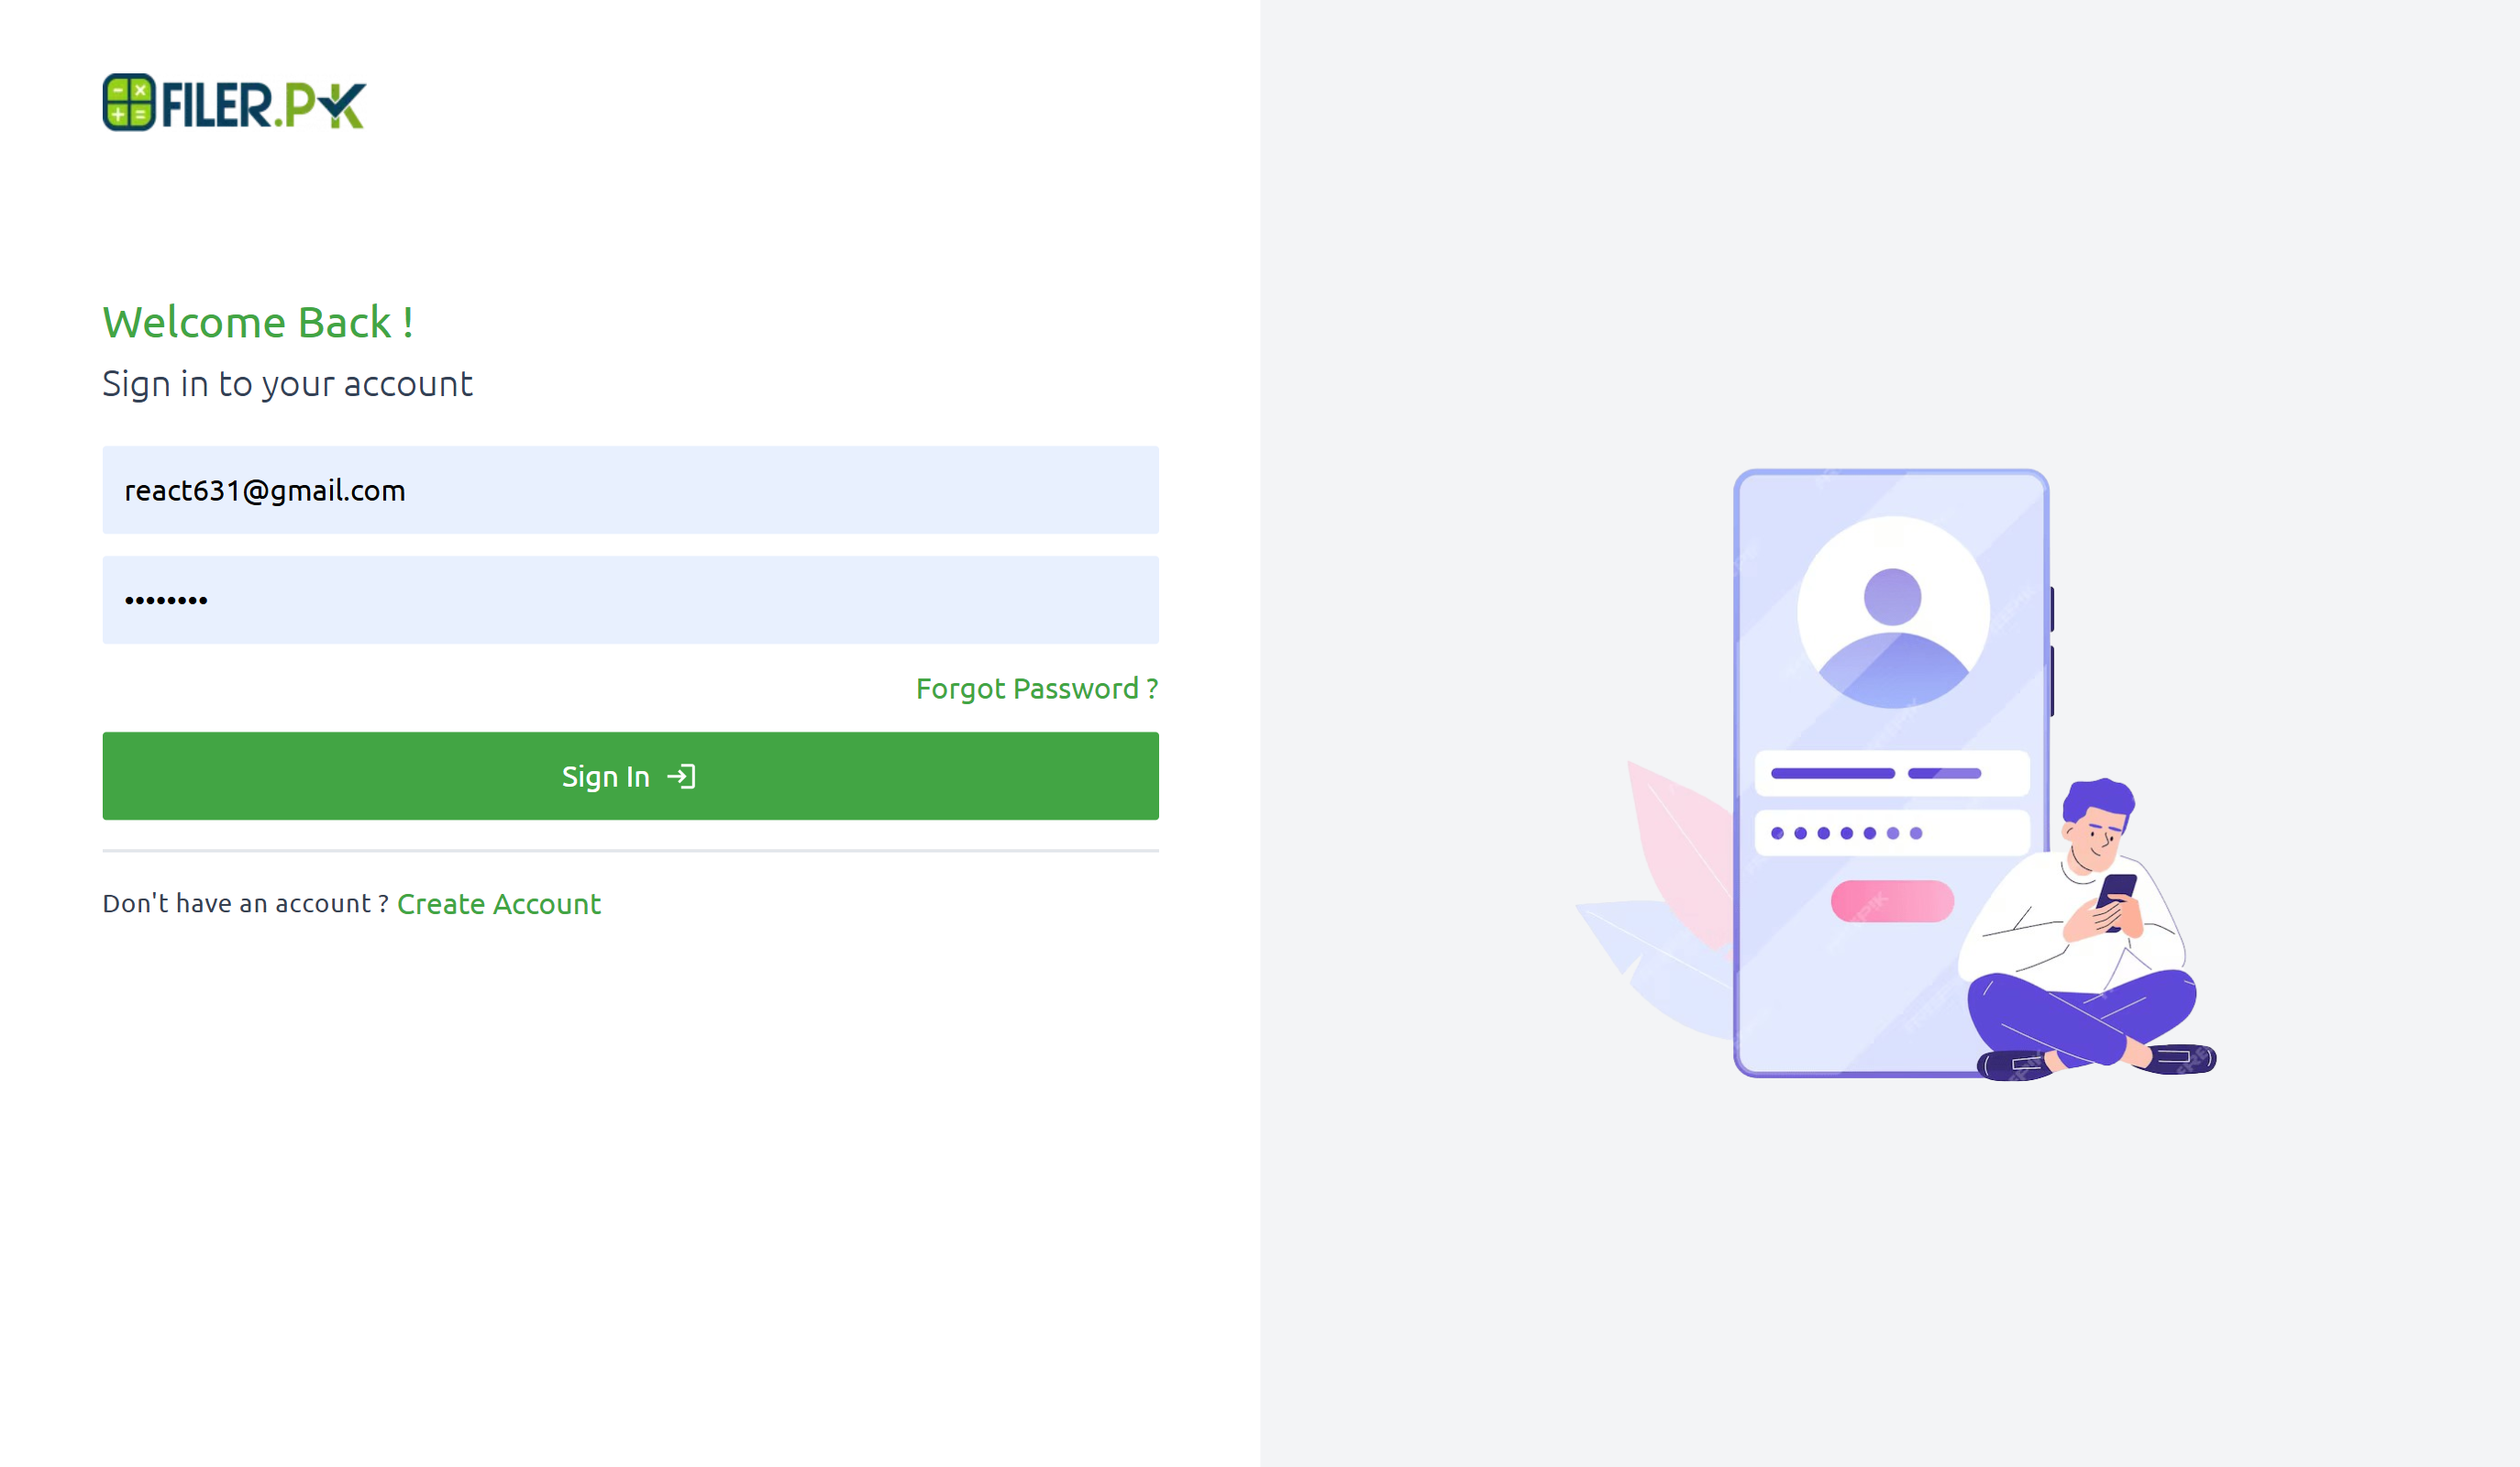 FILER.PK
Welcome Back !
Sign in to your account
react631@gmail.com
••••••••
Forgot Password ?
Sign In
Don't have an account ? Create Account